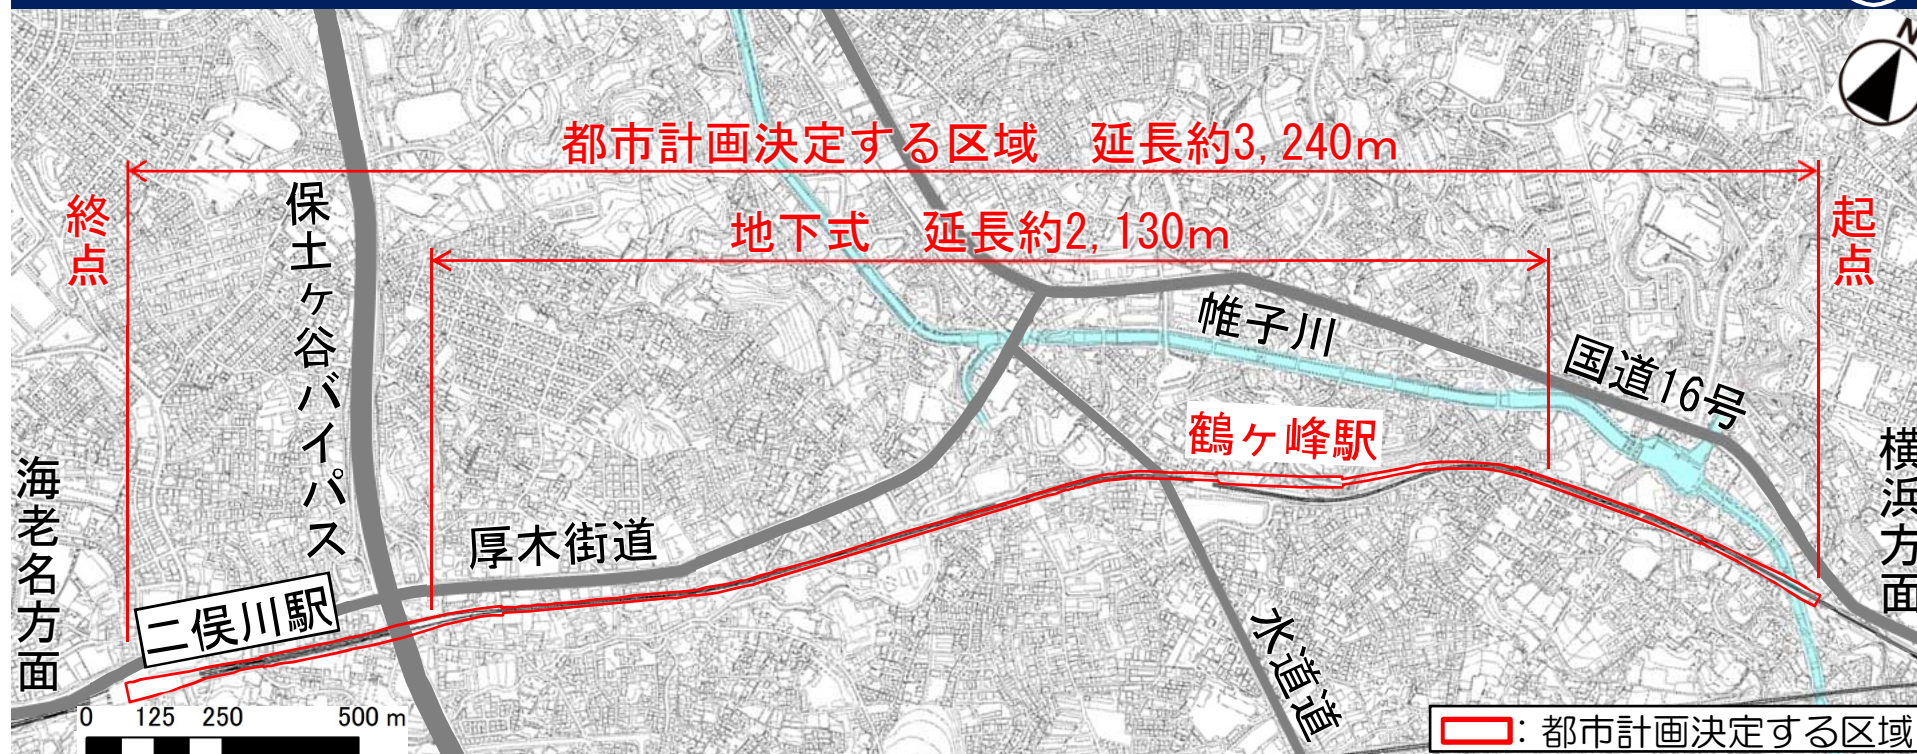 N
都市計画決定する区域　延長約3,240m
地下式　延長約2,130m
終点
起点
保土ヶ谷バイパス
帷子川
国道16号
鶴ヶ峰駅
横浜方面
海老名方面
厚木街道
二俣川駅
水道道
0 125 250 500 m
：都市計画決定する区域